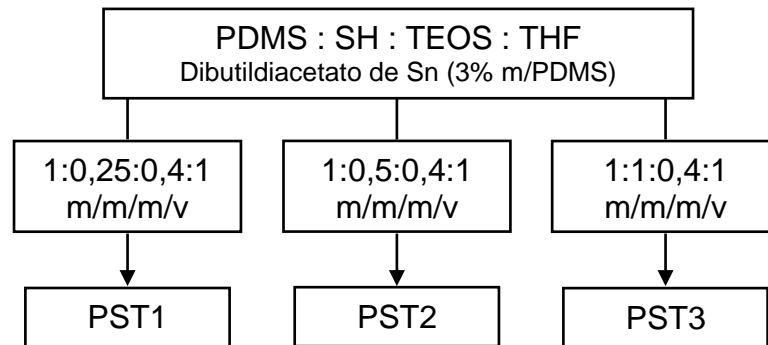 PDMS : SH : TEOS : THF
Dibutildiacetato de Sn (3% m/PDMS)
1:0,25:0,4:1
m/m/m/v
1:0,5:0,4:1
m/m/m/v
1:1:0,4:1
m/m/m/v
PST1
PST2
PST3